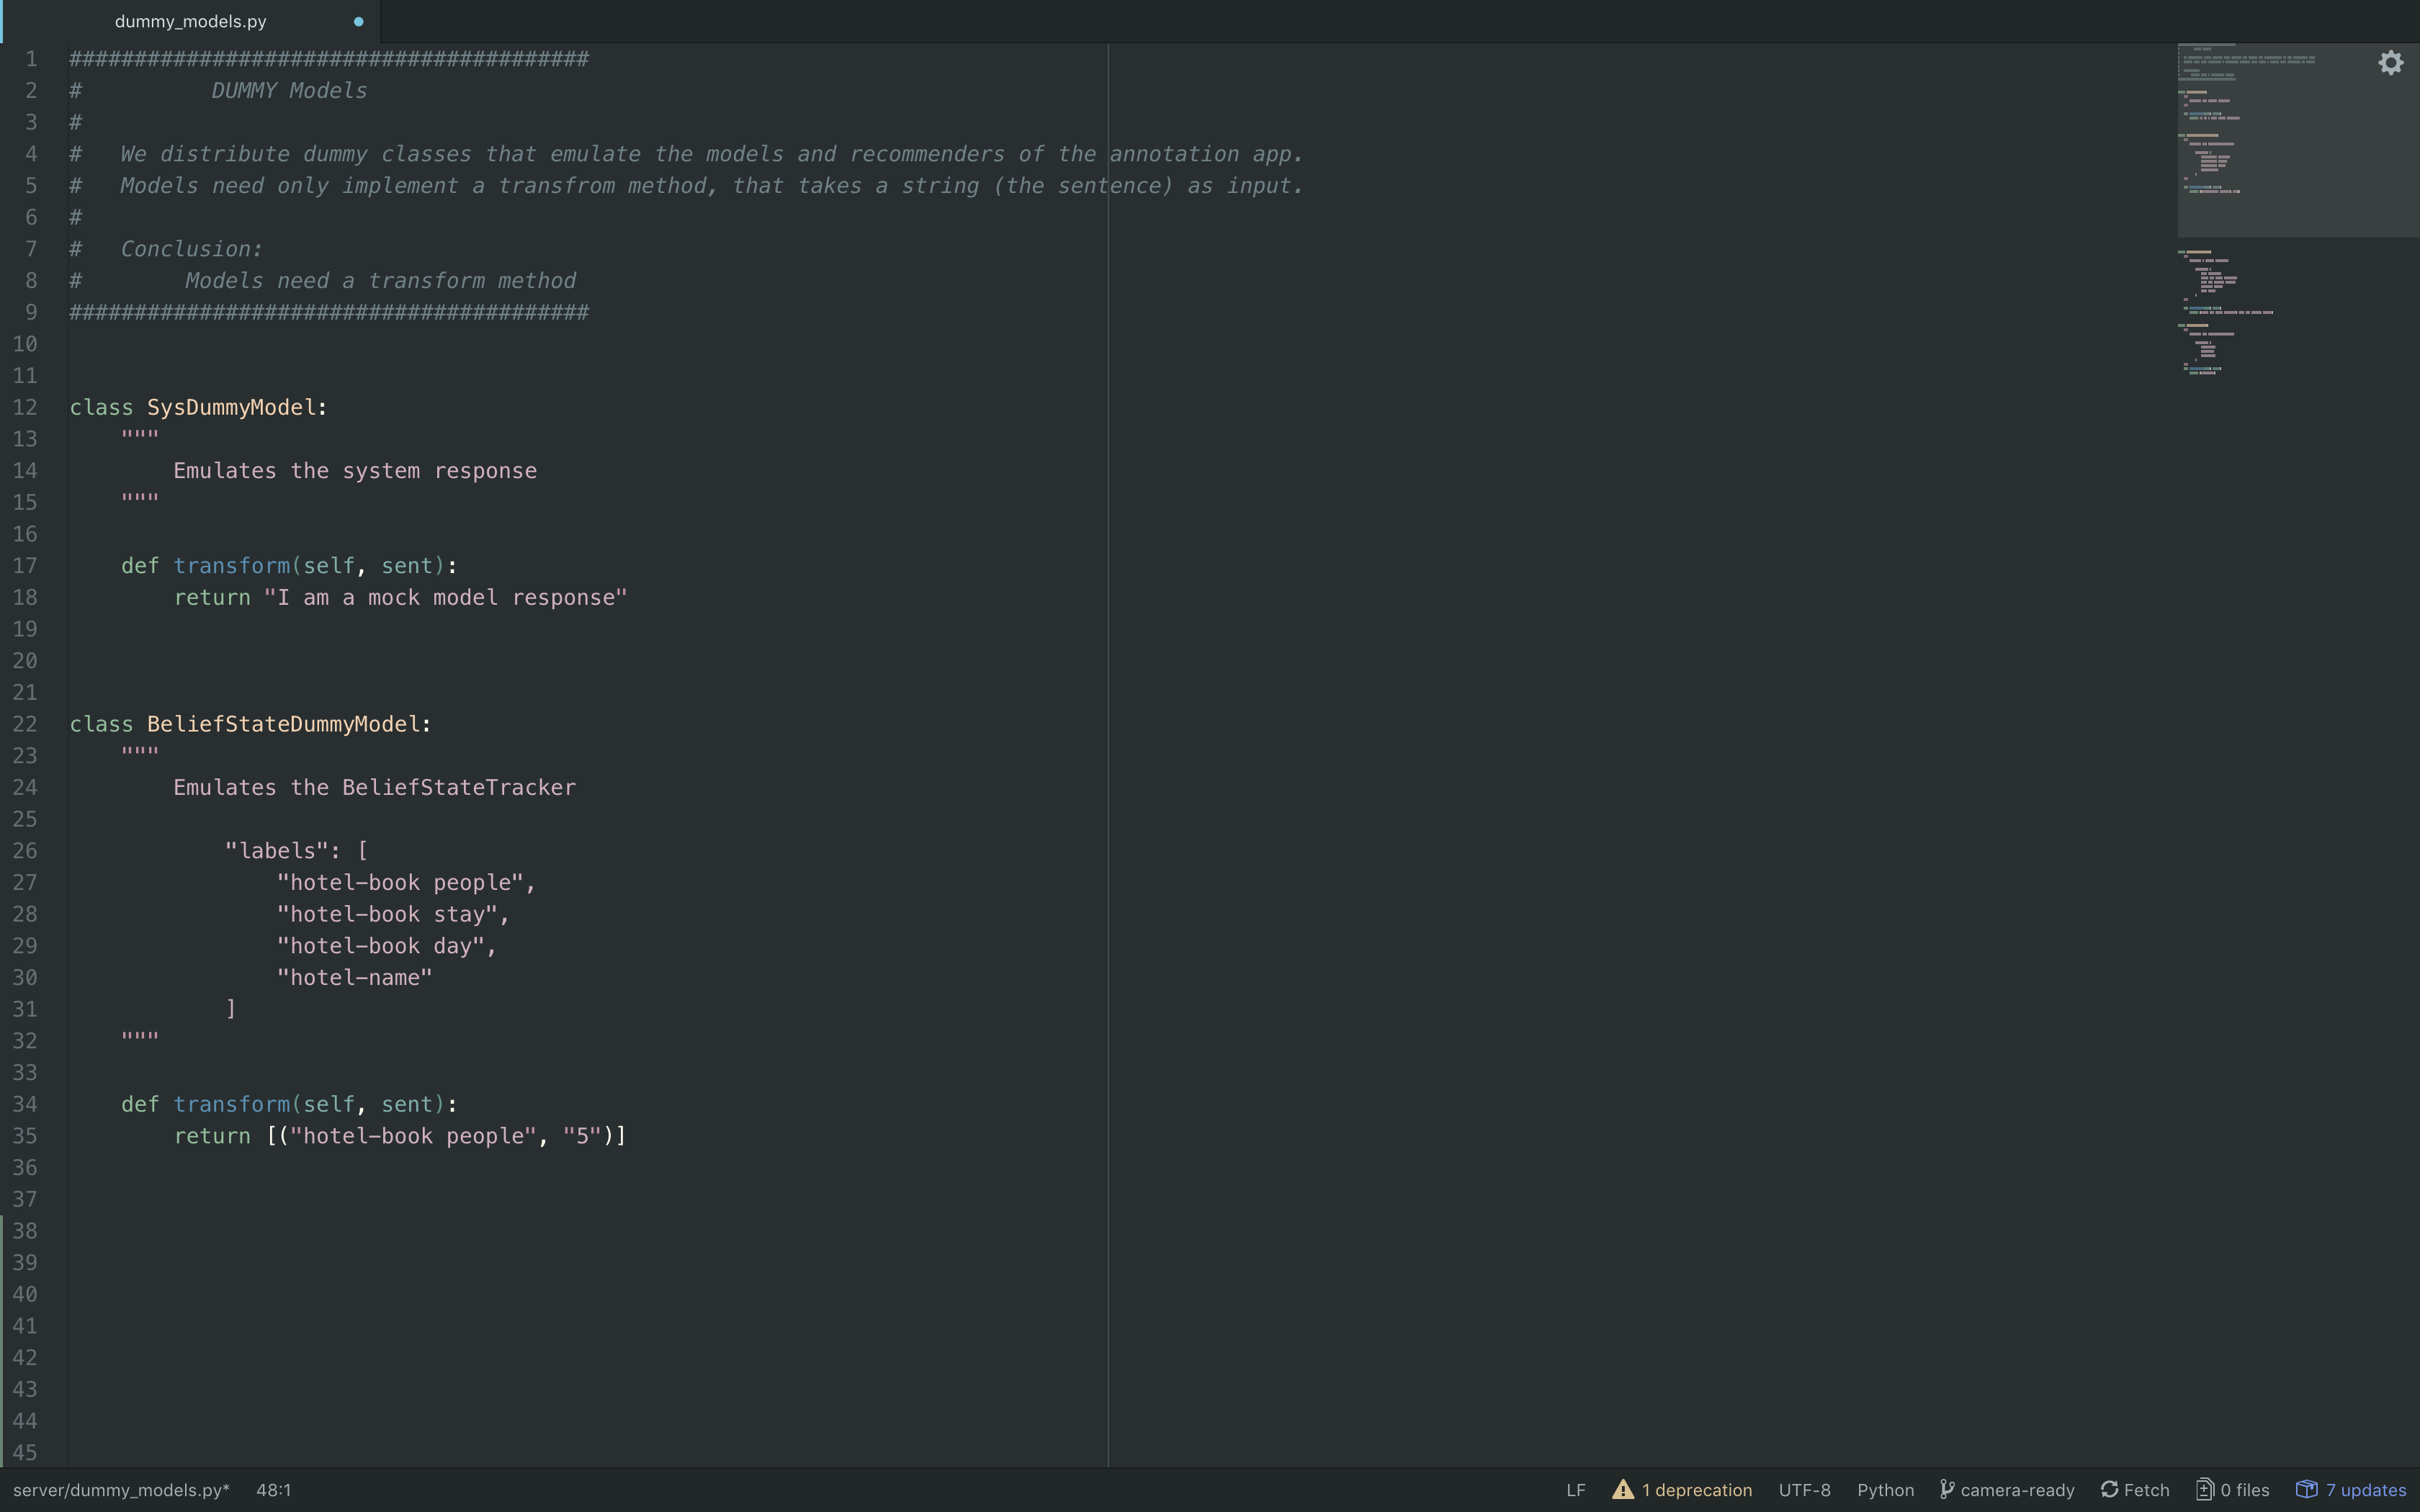 dummy_models.py
1 ########################################
2 #          DUMMY Models
3 #
4 #   We distribute dummy classes that emulate the models and recommenders of the annotation app.
5 #   Models need only implement a transfrom method, that takes a string (the sentence) as input.
6 #
7 #   Conclusion:
8 #        Models need a transform method
9 ########################################
10
11
12 class SysDummyModel:
13     """
14         Emulates the system response
15     """
16
17     def transform(self, sent):
18         return "I am a mock model response"
19
20
21
22 class BeliefStateDummyModel:
23     """
24         Emulates the BeliefStateTracker
25
26             "labels": [
27                 "hotel-book people",
28                 "hotel-book stay",
29                 "hotel-book day",
30                 "hotel-name"
31             ]
32     """
33
34     def transform(self, sent):
35         return [("hotel-book people", "5")]
36
37
38
39
40
41
42
43
44
45
server/dummy_models.py* 48:1 LF 1 deprecation UTF-8 Python camera-ready Fetch 0 files 7 updates